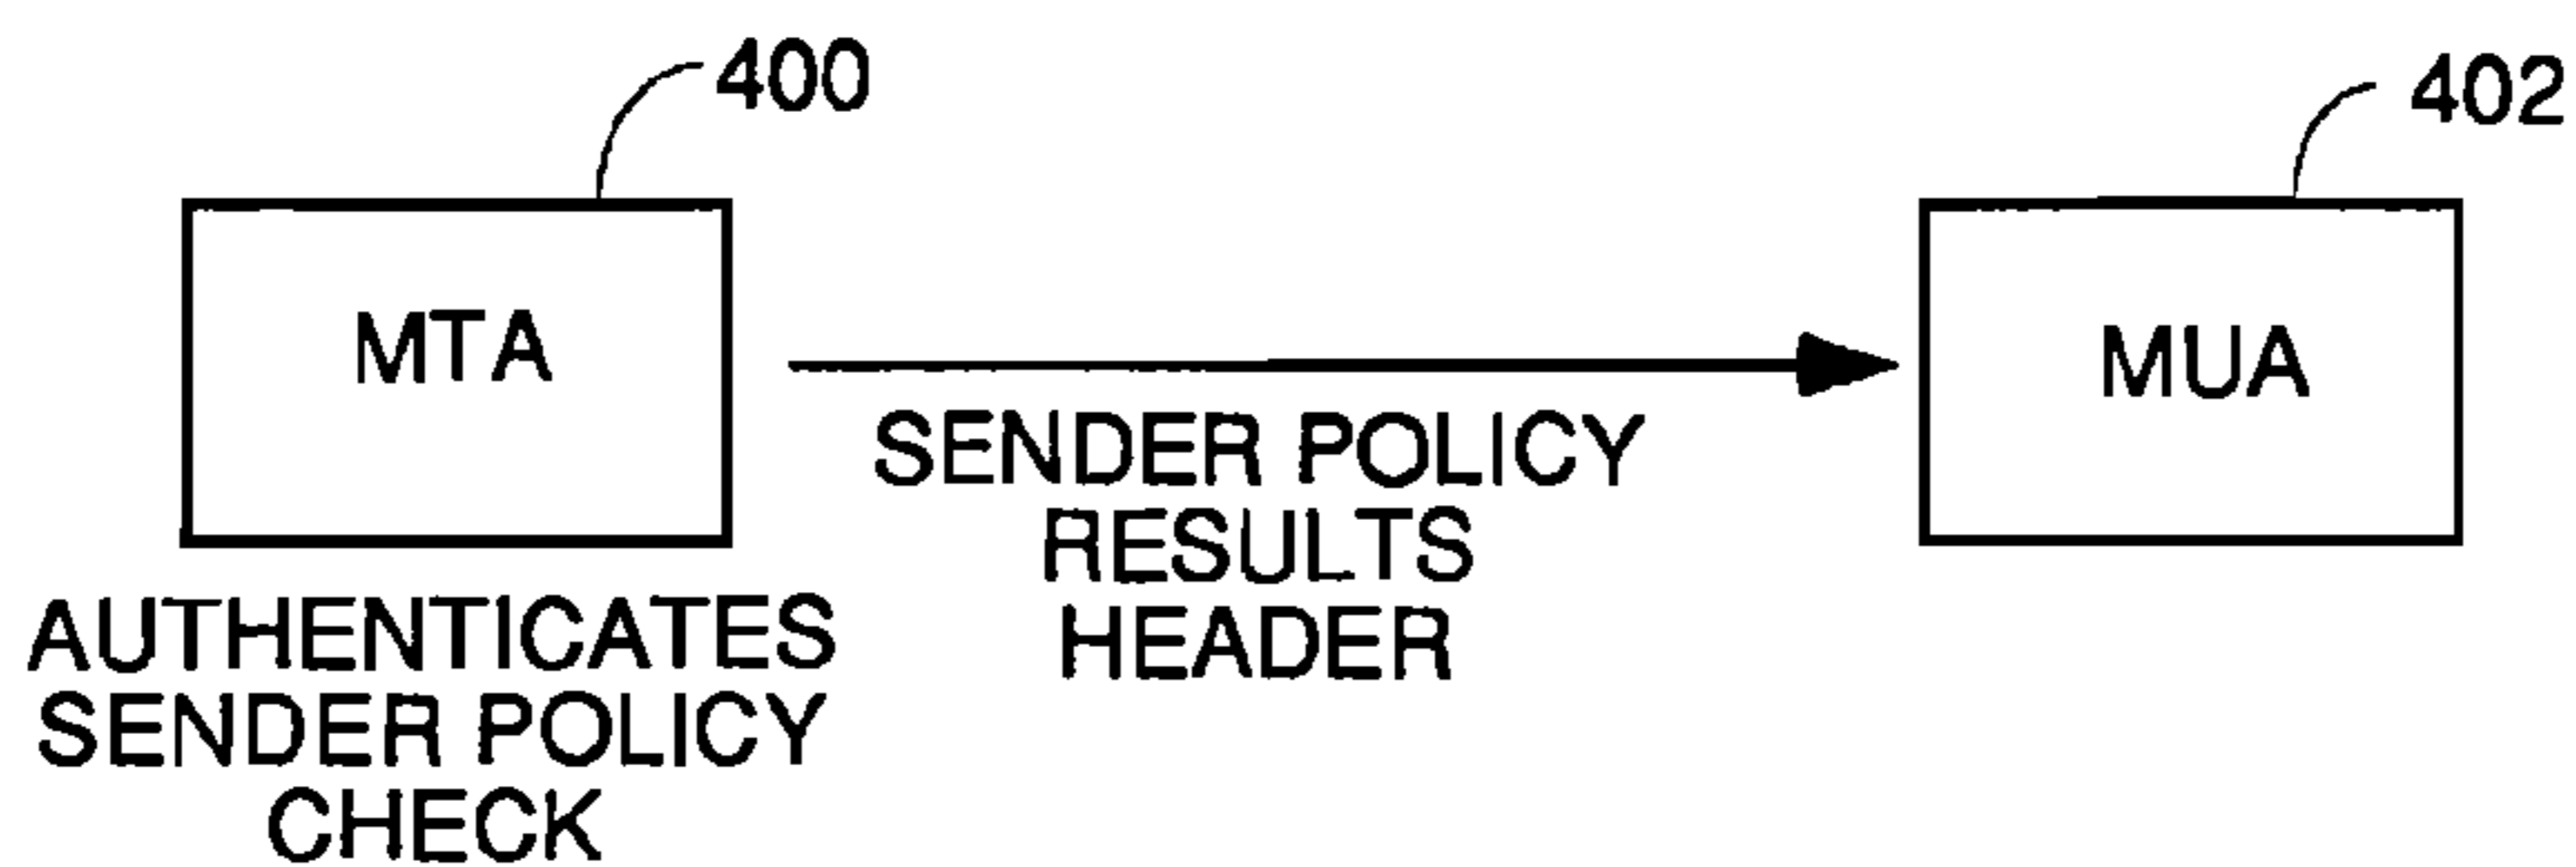 400
402
MTA
MUA
SENDER POLICY
RESULTS
HEADER
AUTHENTICATES
SENDER POLICY
CHECK